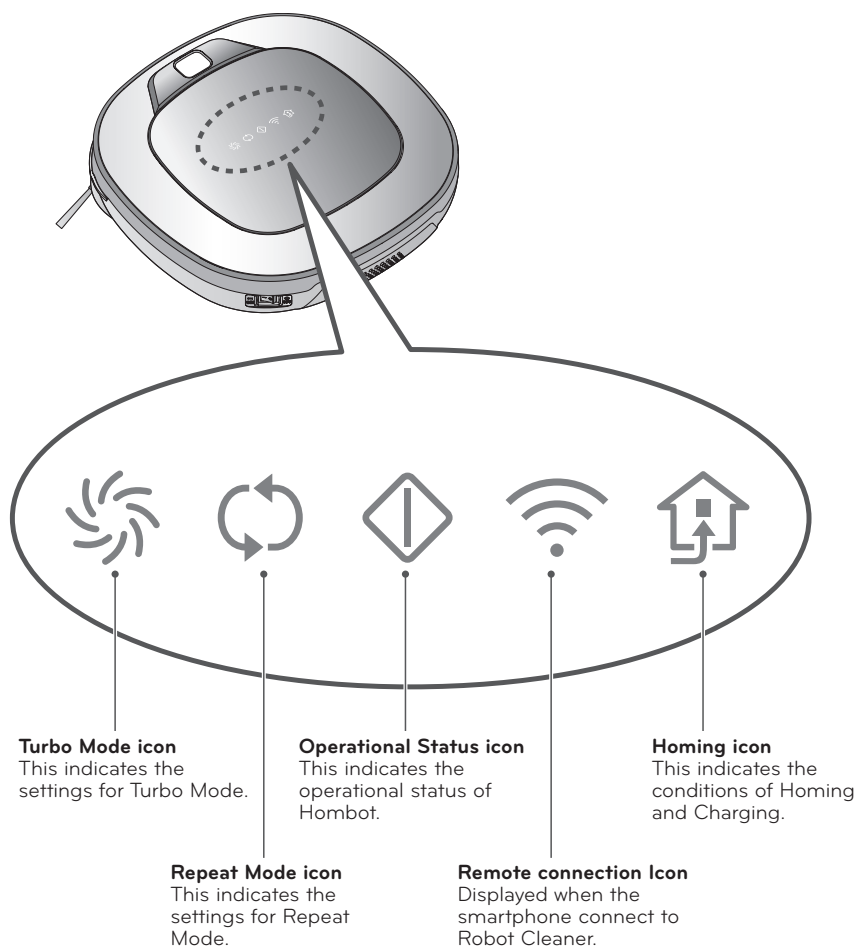 Turbo Mode icon
This indicates the
settings for Turbo Mode.
Operational Status icon
This indicates the
operational status of
Hombot.
Homing icon
This indicates the
conditions of Homing
and Charging.
Repeat Mode icon
This indicates the
settings for Repeat
Mode.
Remote connection Icon
Displayed when the
smartphone connect to
Robot Cleaner.